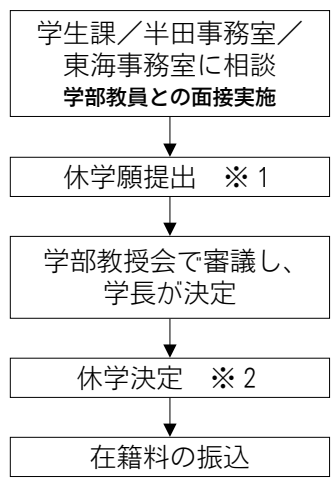 学生課／半田事務室／
東海事務室に相談
学部教員との面接実施
休学願提出　※1
学部教授会で審議し、
学長が決定
休学決定　※2
在籍料の振込